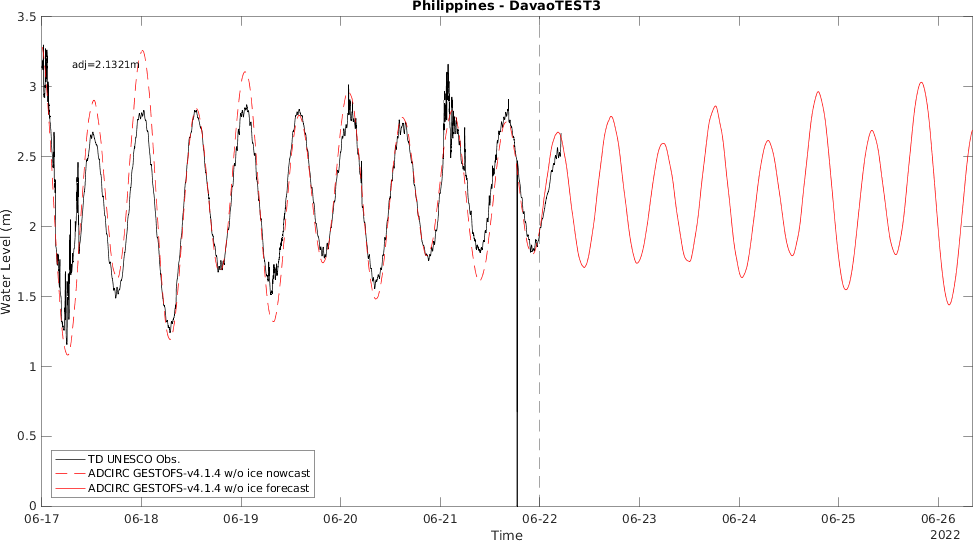 Philippines - DavaoTEST3
adj=2.1321m
Water Level (m)
3.5
3
2.5
2
1.5
1
0.5
0
TD UNESCO Obs.
ADCIRC GESTOFS-v4.1.4 w/o ice nowcast
ADCIRC GESTOFS-v4.1.4 w/o ice forecast
06-17 06-18 06-19 06-20 06-21 06-22 06-23 06-24 06-25 06-26
Time
2022